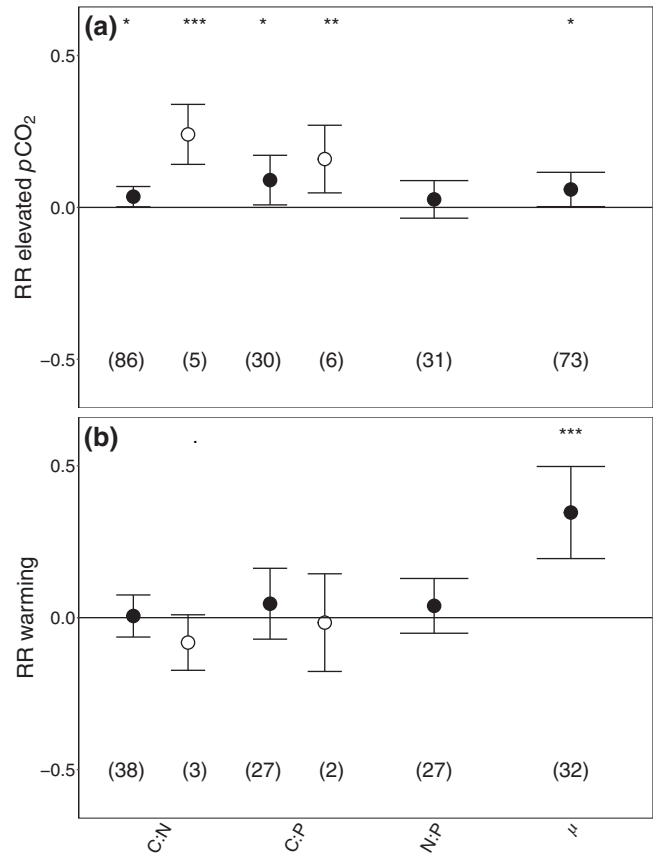 (a)
* *** * ** *
0.5
0.0
−0.5
RR elevated pCO₂
(86) (5) (30) (6) (31) (73)
(b)
. ***
0.5
0.0
−0.5
RR warming
(38) (3) (27) (2) (27) (32)
C:N C:P N:P μ